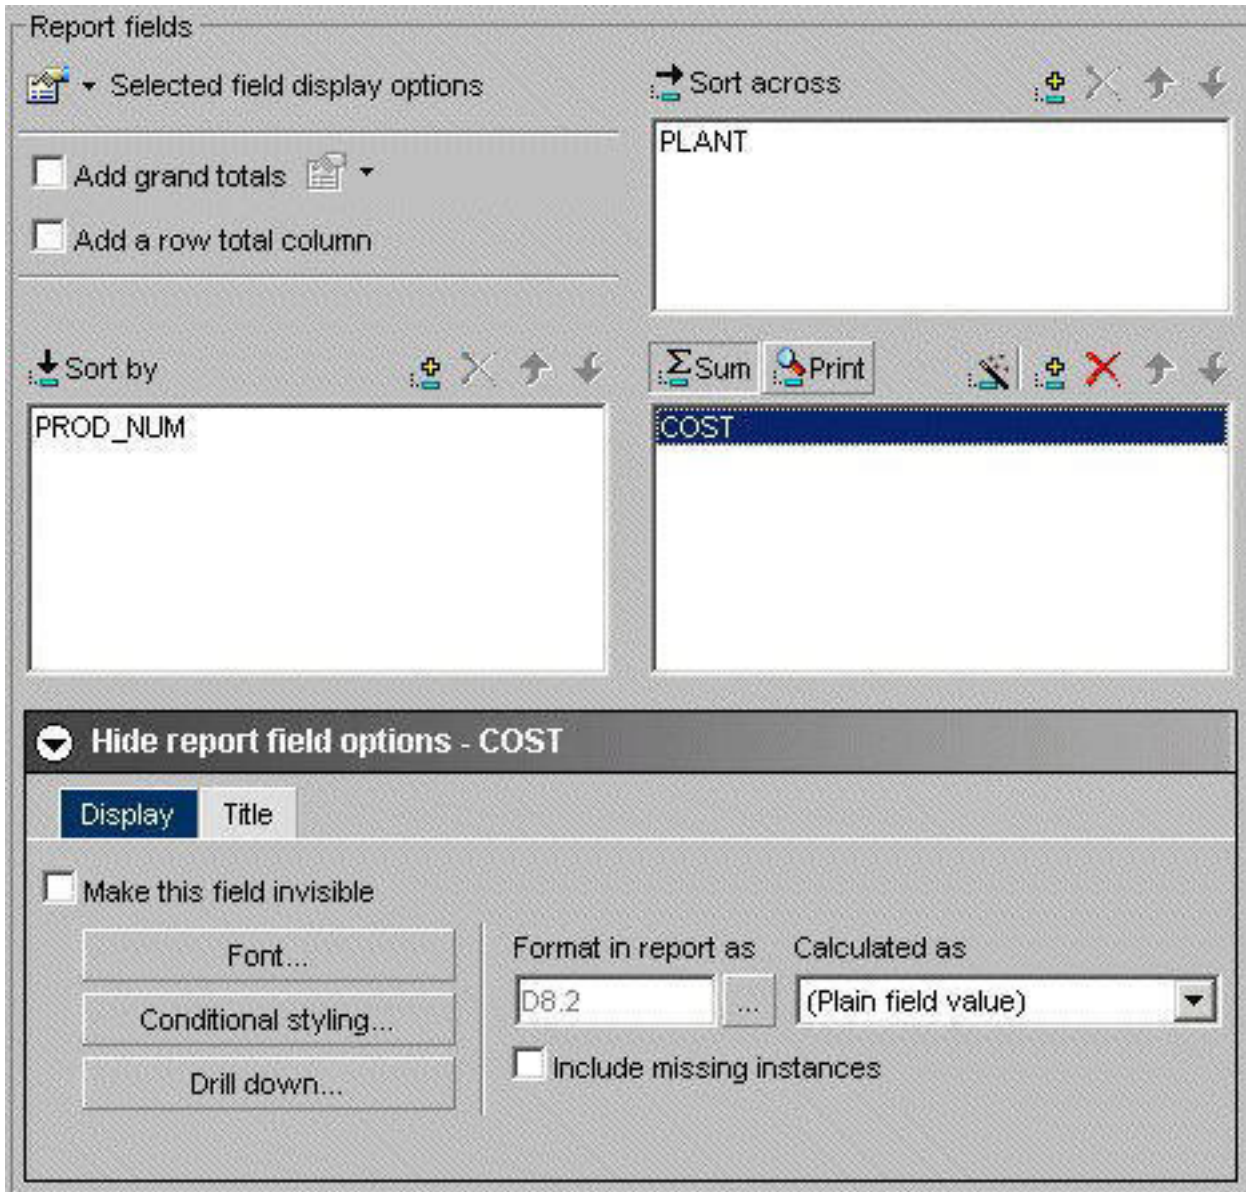 Report fields
Selected field display options
Sort across
PLANT
Add grand totals
Add a row total column
Sort by
Sum Print
PROD_NUM
COST
Hide report field options - COST
Display Title
Make this field invisible
Font...
Conditional styling...
Drill down...
Format in report as Calculated as
D8.2 ... (Plain field value)
Include missing instances